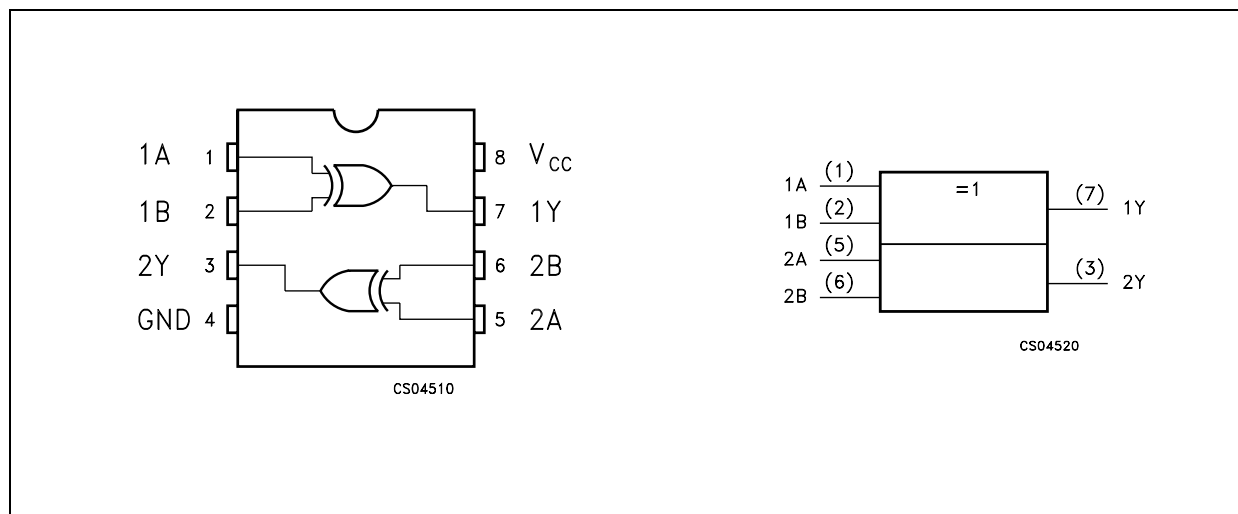 1A 1 8 VCC
1B 2 7 1Y
2Y 3 6 2B
GND 4 5 2A
CS04510
=1
1A (1) (7) 1Y
1B (2)
2A (5) (3) 2Y
2B (6)
CS04520